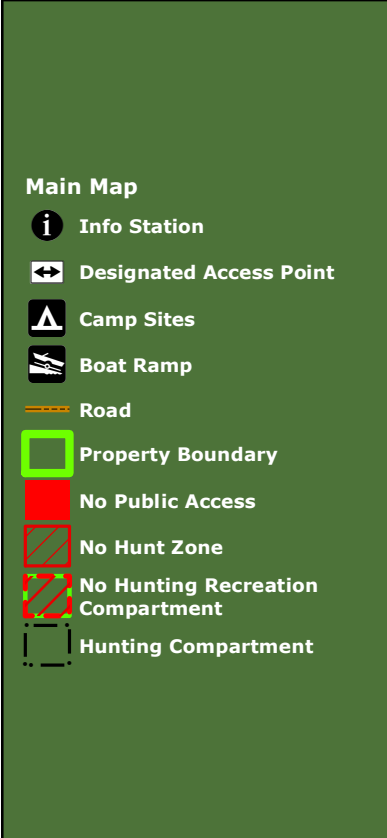 Main Map
i Info Station
Designated Access Point
Camp Sites
Boat Ramp
Road
Property Boundary
No Public Access
No Hunt Zone
No Hunting Recreation
Compartment
Hunting Compartment